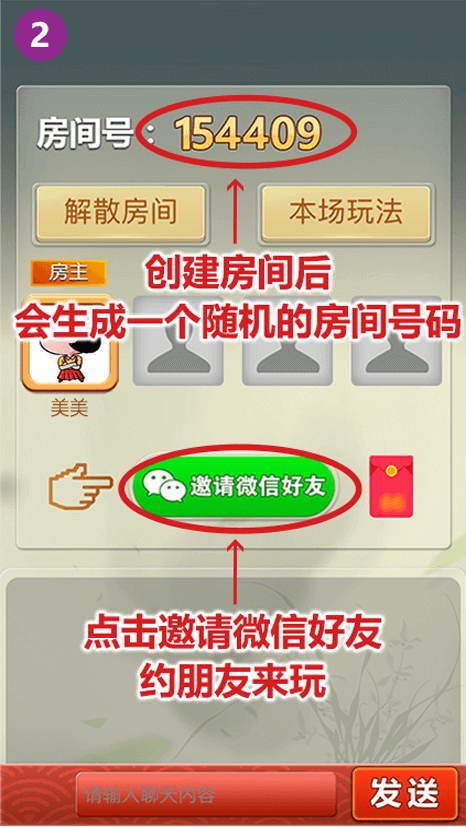 2
房间号：154409
解散房间
本场玩法
房主
创建房间后
会生成一个随机的房间号码
美美
邀请微信好友
点击邀请微信好友
约朋友来玩
请输入聊天内容
发送